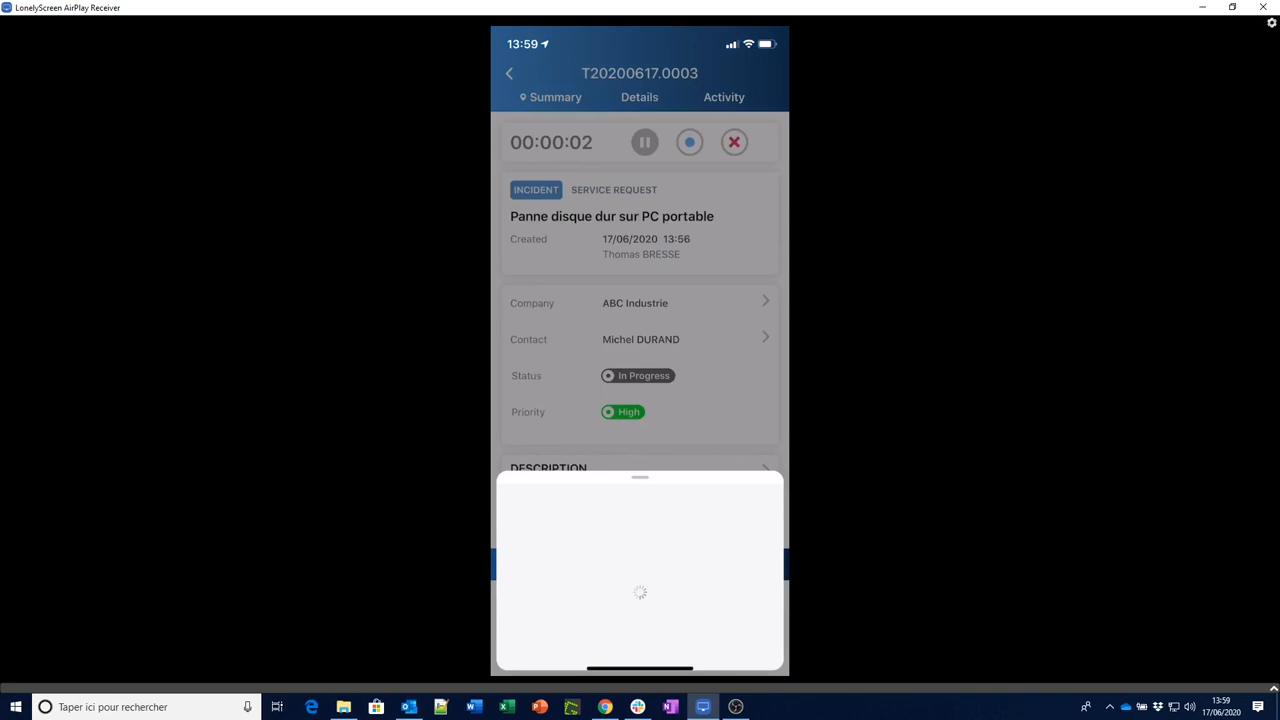 LonelyScreen AirPlay Receiver
13:59
T20200617.0003
Summary Details Activity
00:00:02
INCIDENT SERVICE REQUEST
Panne disque dur sur PC portable
Created 17/06/2020 13:56
Thomas BRESSE
Company ABC Industrie
Contact Michel DURAND
Status In Progress
Priority High
DESCRIPTION
Taper ici pour rechercher
13:59
17/06/2020